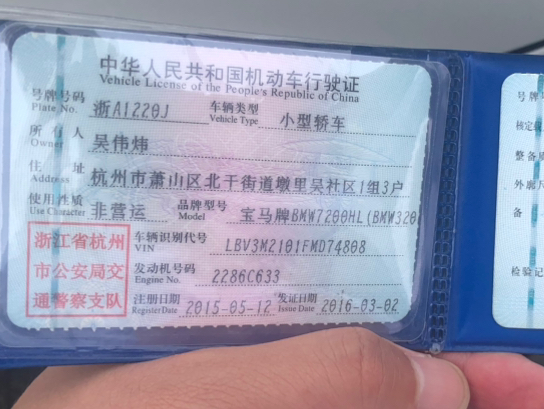 中华人民共和国机动车行驶证
Vehicle License of the People's Republic of China
号牌号码 Plate No. 浙A1220J 车辆类型 Vehicle Type 小型轿车
所有人 Owner 吴伟炜
住址 Address 杭州市萧山区北干街道墩里吴社区1组3户
使用性质 Use Character 非营运 品牌型号 Model 宝马牌BMW7200HL(BMW320
浙江省杭州
市公安局交
通警察支队
车辆识别代号 VIN LBV3M2101FMD74808
发动机号码 Engine No. 2286C633
注册日期 Register Date 2015-05-12 发证日期 Issue Date 2016-03-02
号牌
核定载
整备质
外廓尺
备
检验记